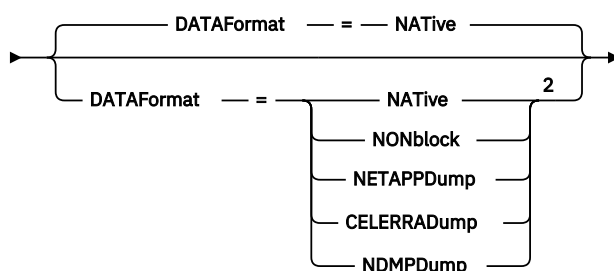 DATAFormat = NATive
DATAFormat = NATive 2
NONblock
NETAPPDump
CELERRADump
NDMPDump